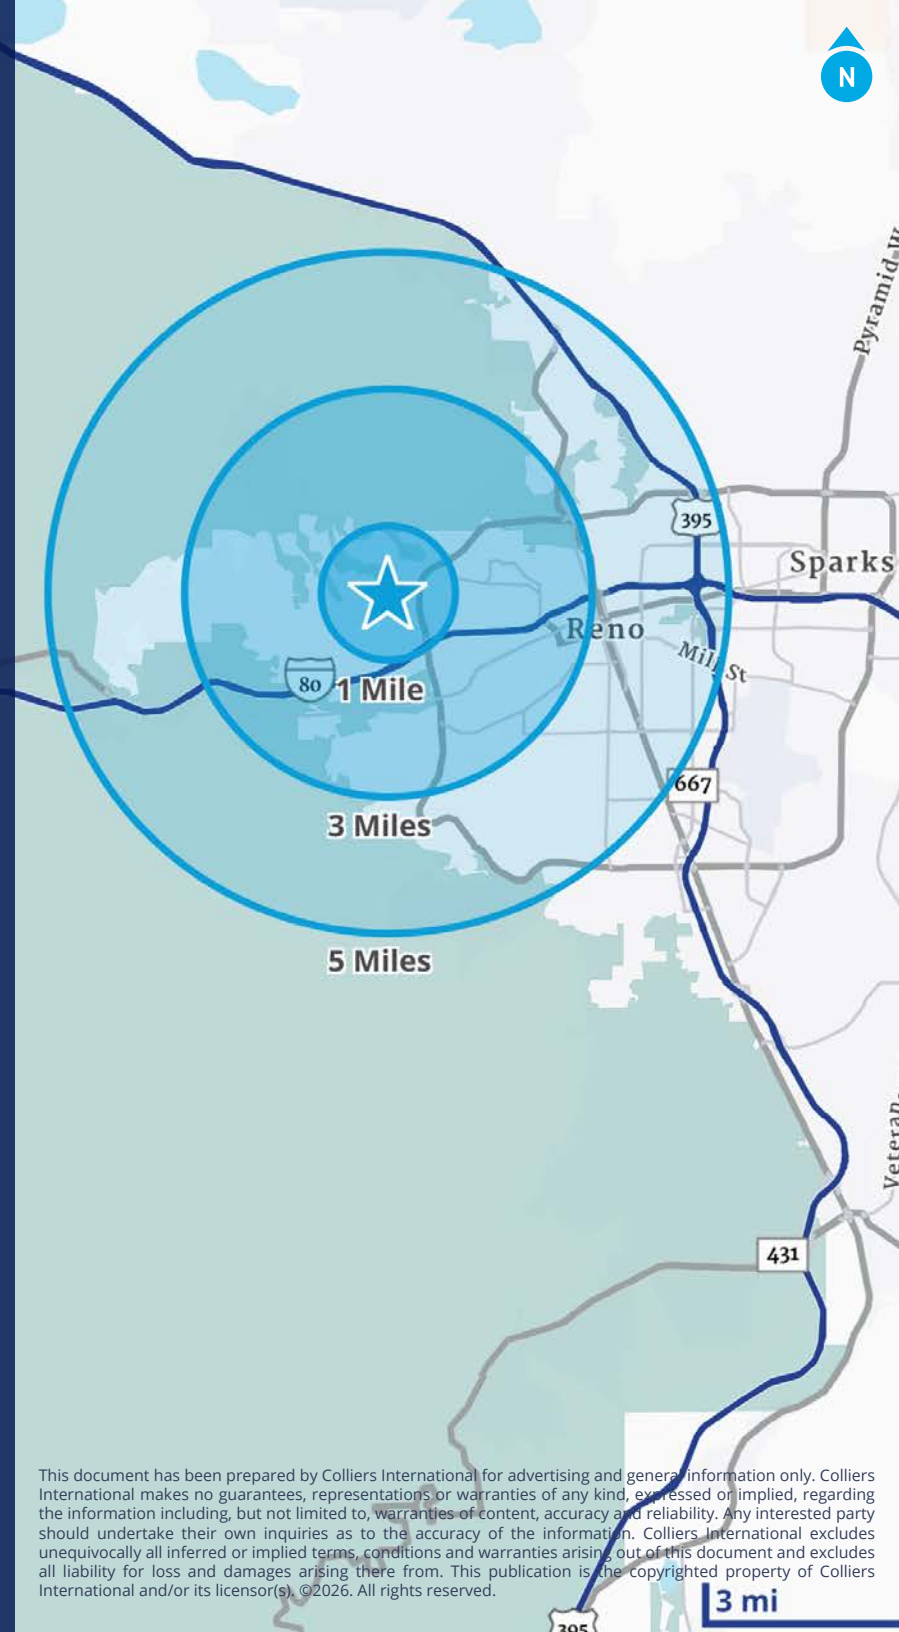 N
Pyramid W
395
Sparks
Reno
Mill St
80
1 Mile
667
3 Miles
5 Miles
Veteran
431
This document has been prepared by Colliers International for advertising and general information only. Colliers
International makes no guarantees, representations or warranties of any kind, expressed or implied, regarding
the information including, but not limited to, warranties of content, accuracy and reliability. Any interested party
should undertake their own inquiries as to the accuracy of the information. Colliers International excludes
unequivocally all inferred or implied terms, conditions and warranties arising out of this document and excludes
all liability for loss and damages arising there from. This publication is the copyrighted property of Colliers
International and/or its licensor(s). ©2026. All rights reserved.
3 mi
395